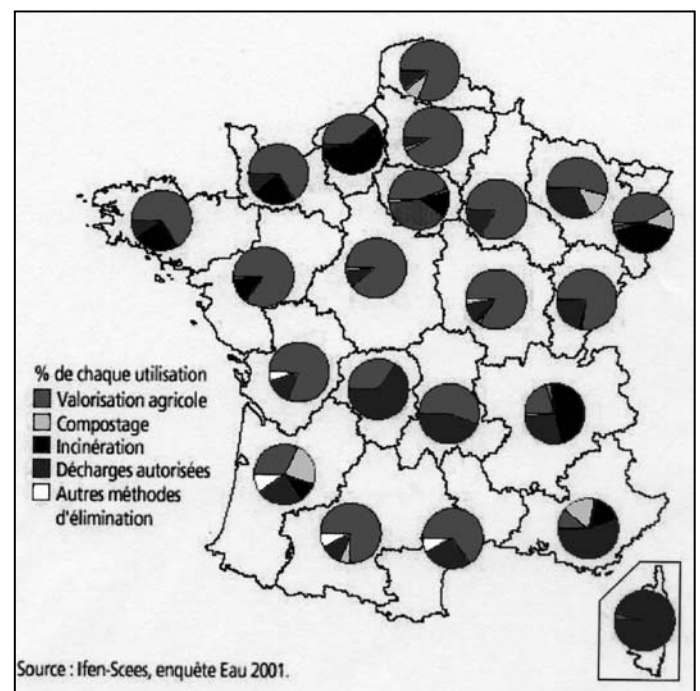 % de chaque utilisation
Valorisation agricole
Compostage
Incinération
Décharges autorisées
Autres méthodes
d'élimination
Source : Ifen-Scees, enquête Eau 2001.